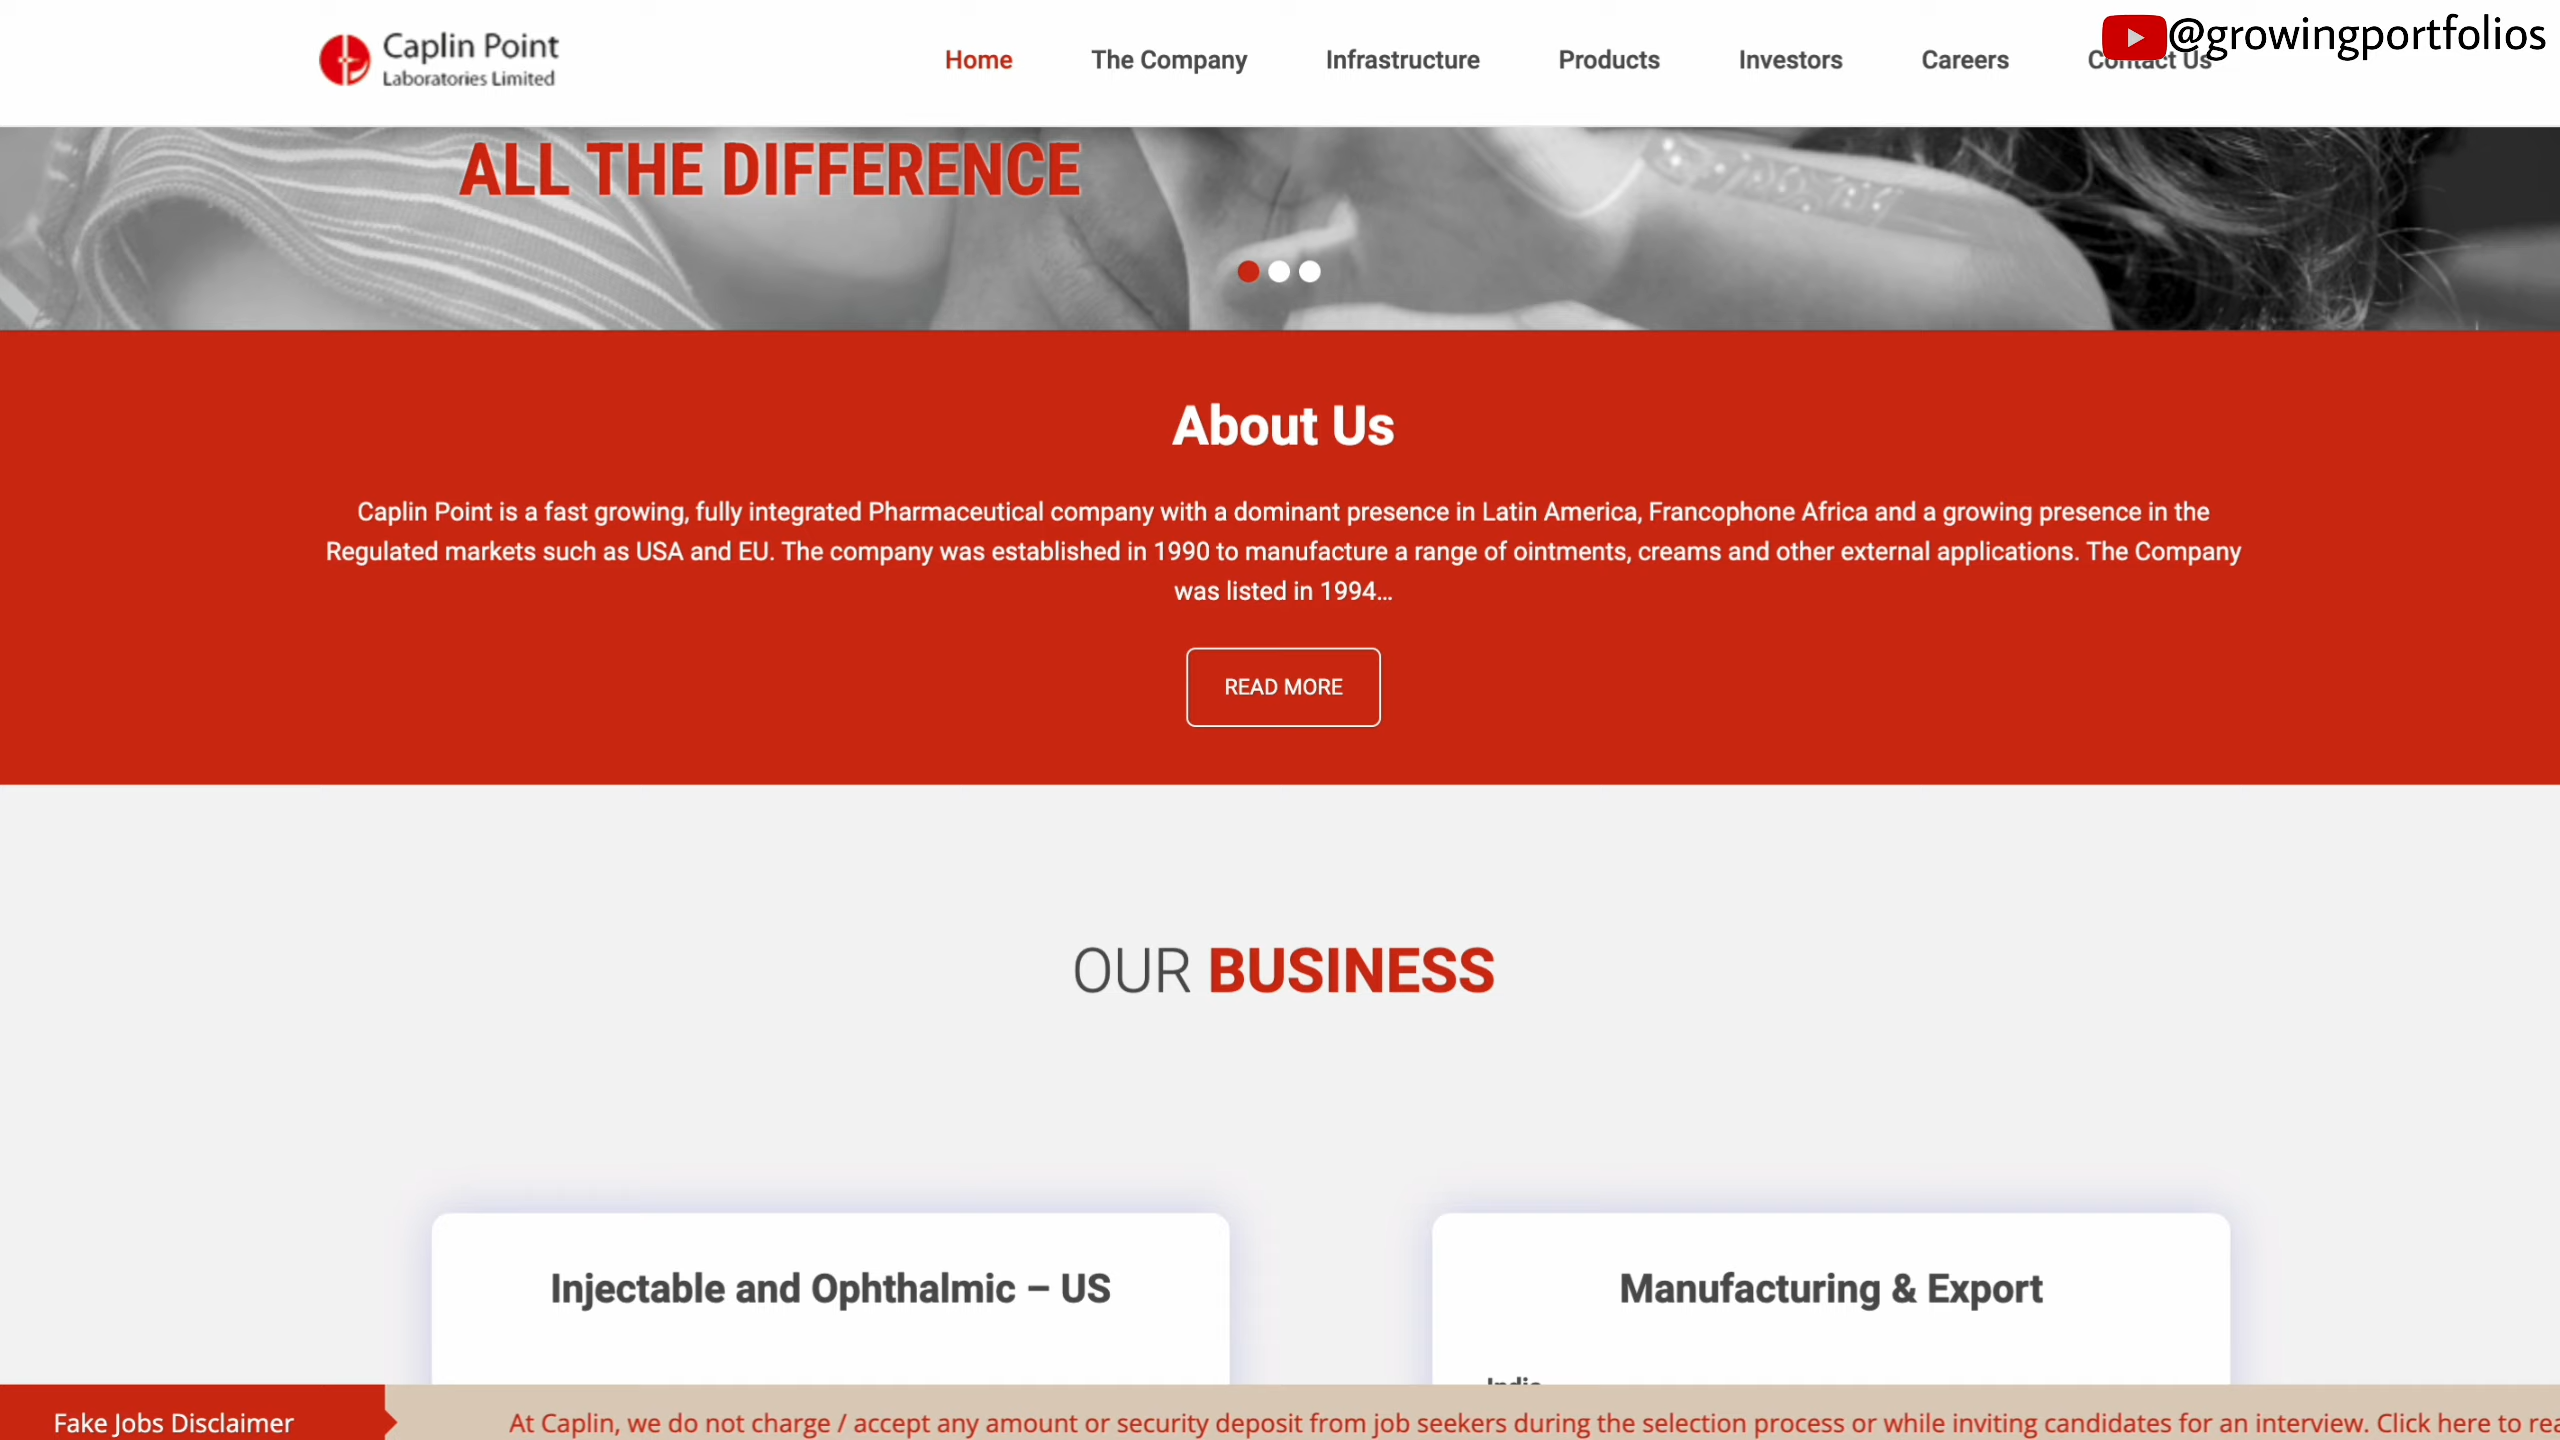 Caplin Point
Laboratories Limited
Home The Company Infrastructure Products Investors Careers Contact Us
@growingportfolios
ALL THE DIFFERENCE
About Us
Caplin Point is a fast growing, fully integrated Pharmaceutical company with a dominant presence in Latin America, Francophone Africa and a growing presence in the
Regulated markets such as USA and EU. The company was established in 1990 to manufacture a range of ointments, creams and other external applications. The Company
was listed in 1994...
READ MORE
OUR BUSINESS
Injectable and Ophthalmic – US
Manufacturing & Export
India
Fake Jobs Disclaimer
At Caplin, we do not charge / accept any amount or security deposit from job seekers during the selection process or while inviting candidates for an interview. Click here to